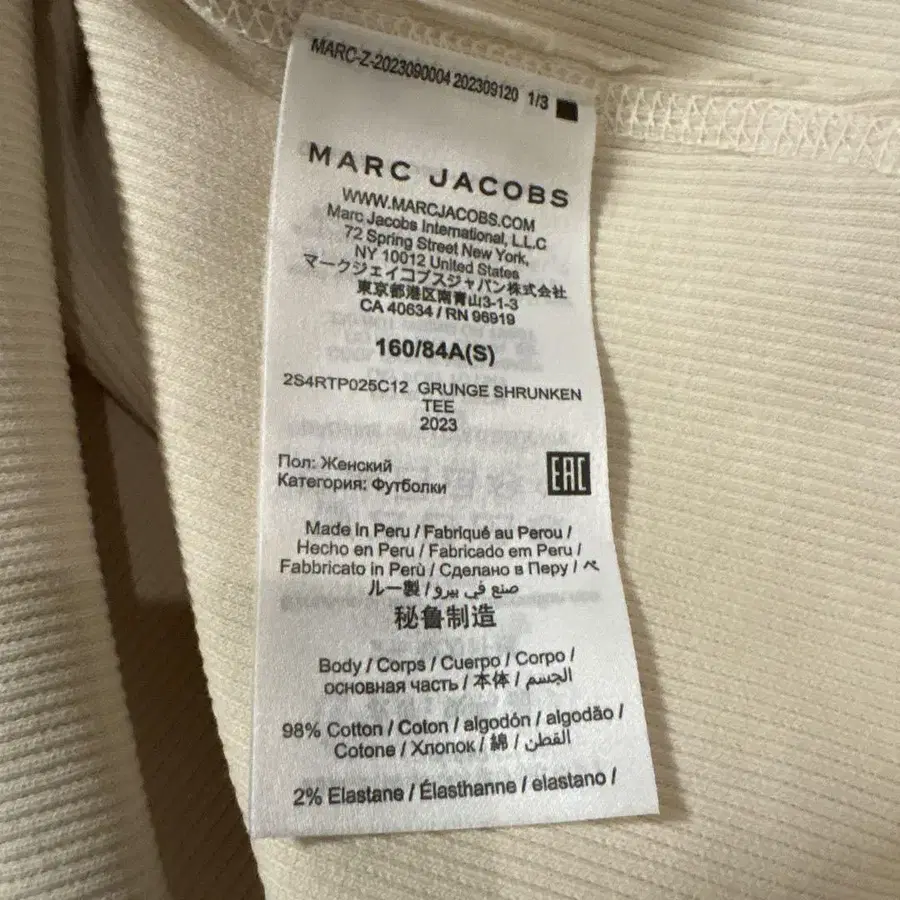 MARC-Z-2023090004 202309120 1/3
MARC JACOBS
WWW.MARCJACOBS.COM
Marc Jacobs International, L.L.C
72 Spring Street New York,
NY 10012 United States
マークジェイコブスジャパン株式会社
東京都港区南青山3-1-3
CA 40634 / RN 96919
160/84A(S)
2S4RTP025C12 GRUNGE SHRUNKEN
TEE
2023
Пол: Женский
Категория: Футболки
EAC
Made in Peru / Fabriqué au Perou /
Hecho en Peru / Fabricado em Peru /
Fabbricato in Perù / Сделано в Перу / ペ
ルー製 / صنع في بيرو
秘鲁制造
Body / Corps / Cuerpo / Corpo /
основная часть / 本体 / الجسم
98% Cotton / Coton / algodón / algodão /
Cotone / Хлопок / 綿 / القطن
2% Elastane / Élasthanne / elastano /